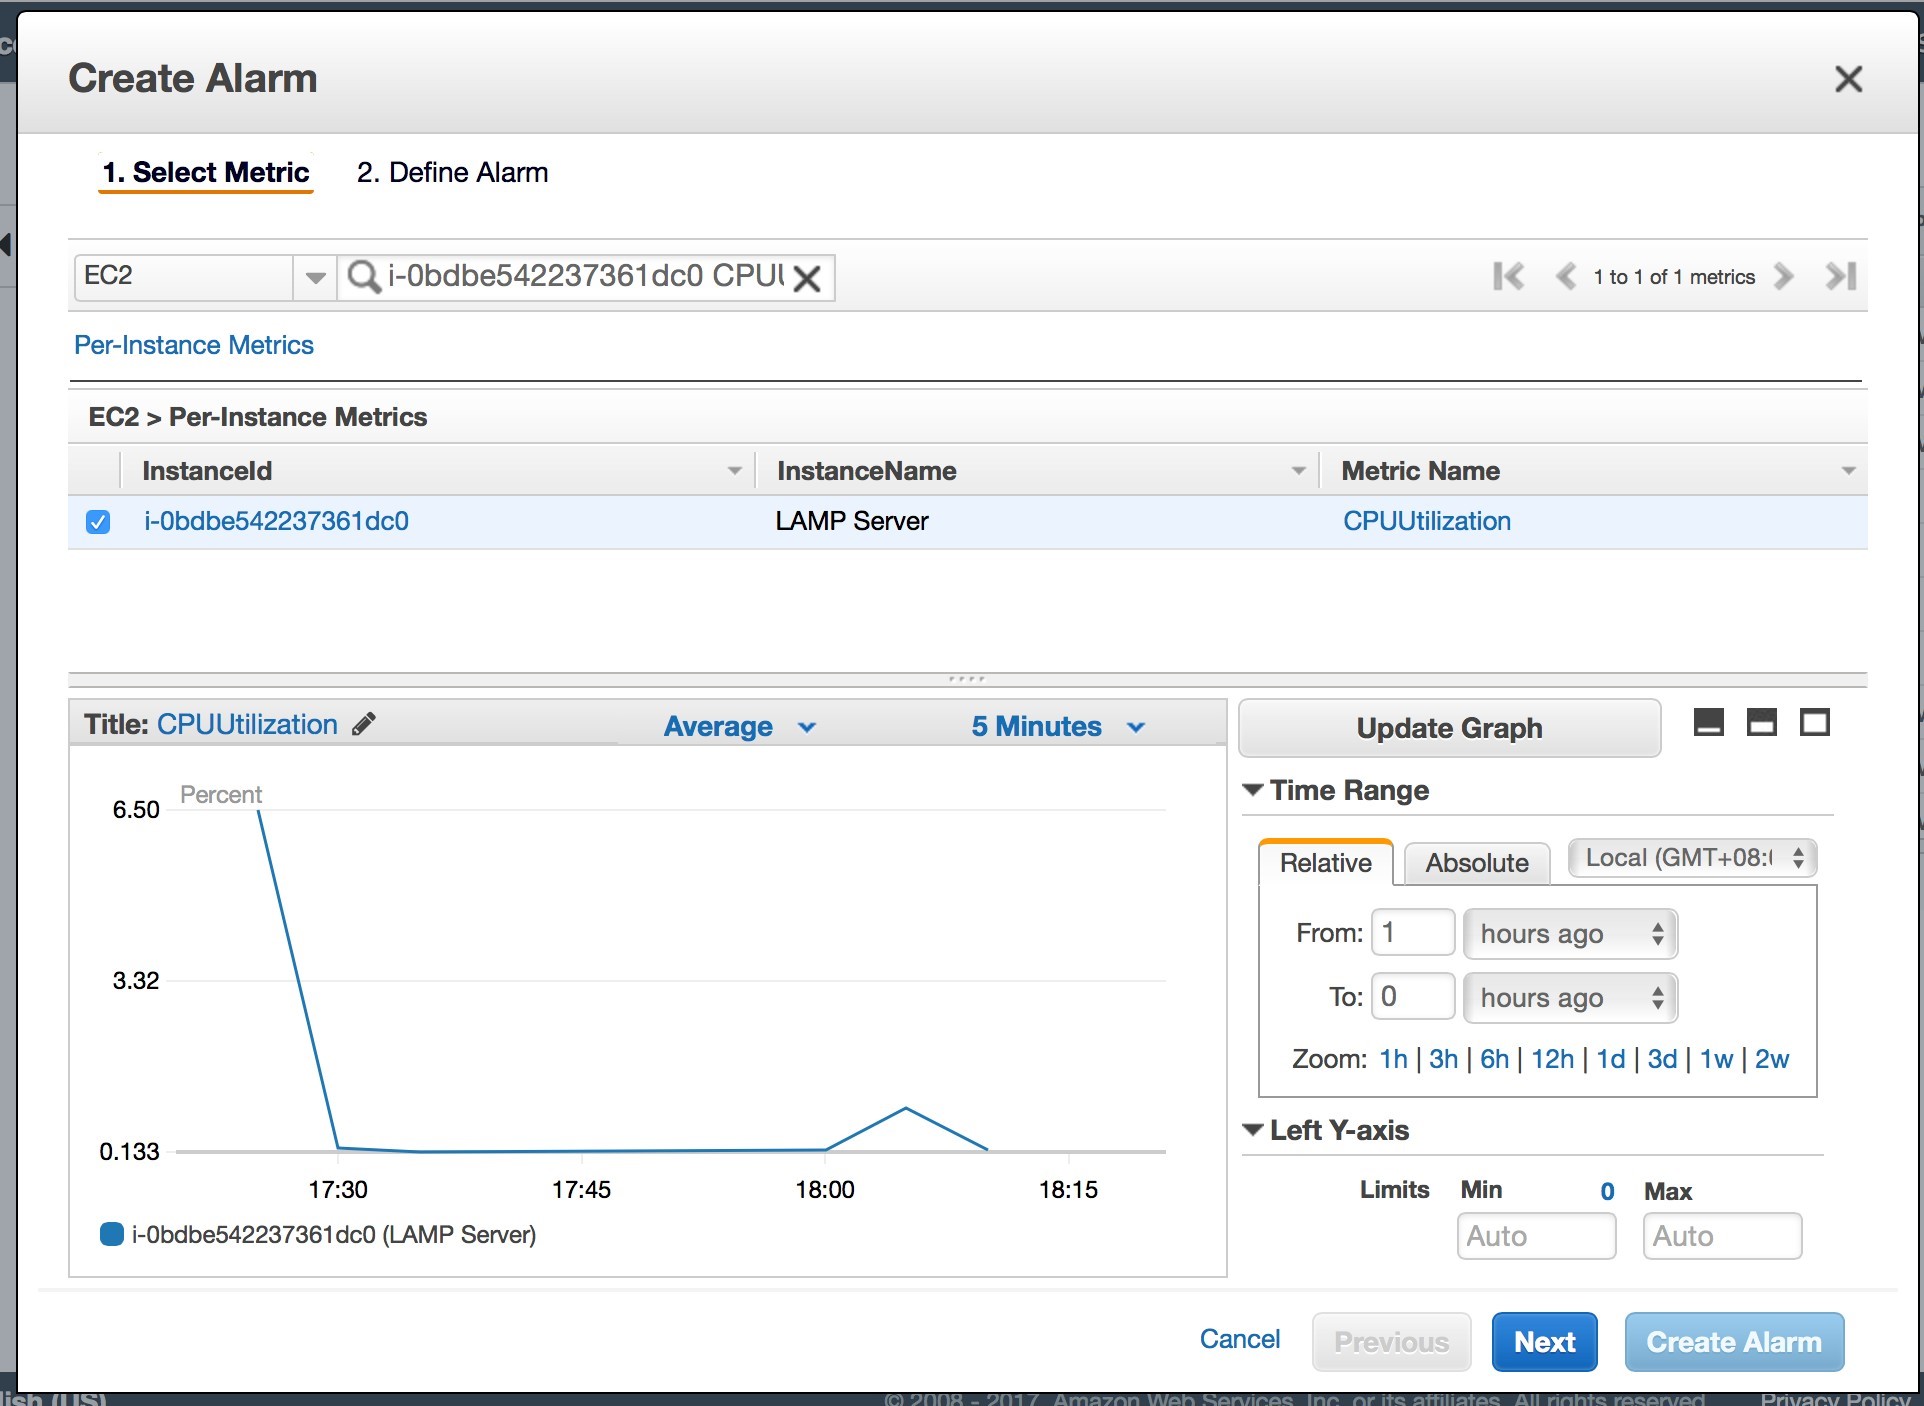 Create Alarm
1. Select Metric 2. Define Alarm
EC2 i-0bdbe542237361dc0 CPUU
1 to 1 of 1 metrics
Per-Instance Metrics
EC2 > Per-Instance Metrics
InstanceId InstanceName Metric Name
i-0bdbe542237361dc0 LAMP Server CPUUtilization
Title: CPUUtilization Average 5 Minutes
Percent
6.50
3.32
0.133
17:30 17:45 18:00 18:15
i-0bdbe542237361dc0 (LAMP Server)
Update Graph
Time Range
Relative Absolute Local (GMT+08:
From: 1 hours ago
To: 0 hours ago
Zoom: 1h | 3h | 6h | 12h | 1d | 3d | 1w | 2w
Left Y-axis
Limits Min 0 Max
Auto Auto
Cancel Previous Next Create Alarm
lish (US) © 2008 - 2017, Amazon Web Services, Inc. or its affiliates. All rights reserved. Privacy Policy